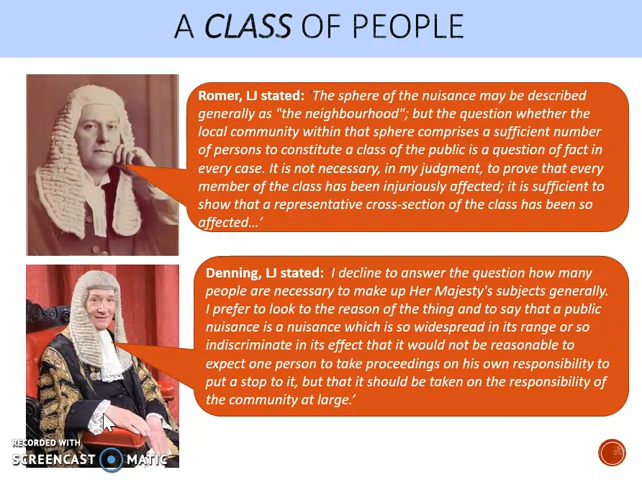 A CLASS OF PEOPLE
Romer, LJ stated: The sphere of the nuisance may be described
generally as "the neighbourhood"; but the question whether the
local community within that sphere comprises a sufficient number
of persons to constitute a class of the public is a question of fact in
every case. It is not necessary, in my judgment, to prove that every
member of the class has been injuriously affected; it is sufficient to
show that a representative cross-section of the class has been so
affected…’
Denning, LJ stated: I decline to answer the question how many
people are necessary to make up Her Majesty's subjects generally.
I prefer to look to the reason of the thing and to say that a public
nuisance is a nuisance which is so widespread in its range or so
indiscriminate in its effect that it would not be reasonable to
expect one person to take proceedings on his own responsibility to
put a stop to it, but that it should be taken on the responsibility of
the community at large.’
RECORDED WITH
SCREENCAST MATIC